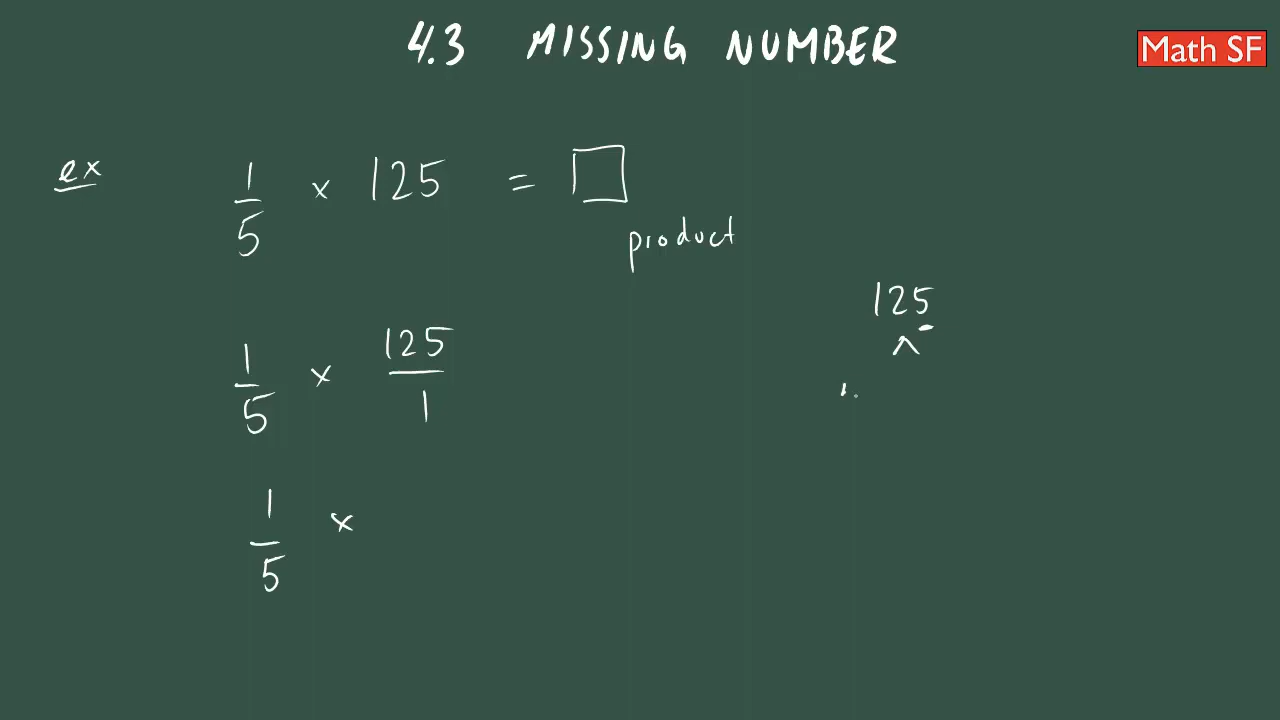 4.3 MISSING NUMBER
Math SF
ex
1/5 × 125 = □
product
1/5 × 125/1
125
^
1/5 ×